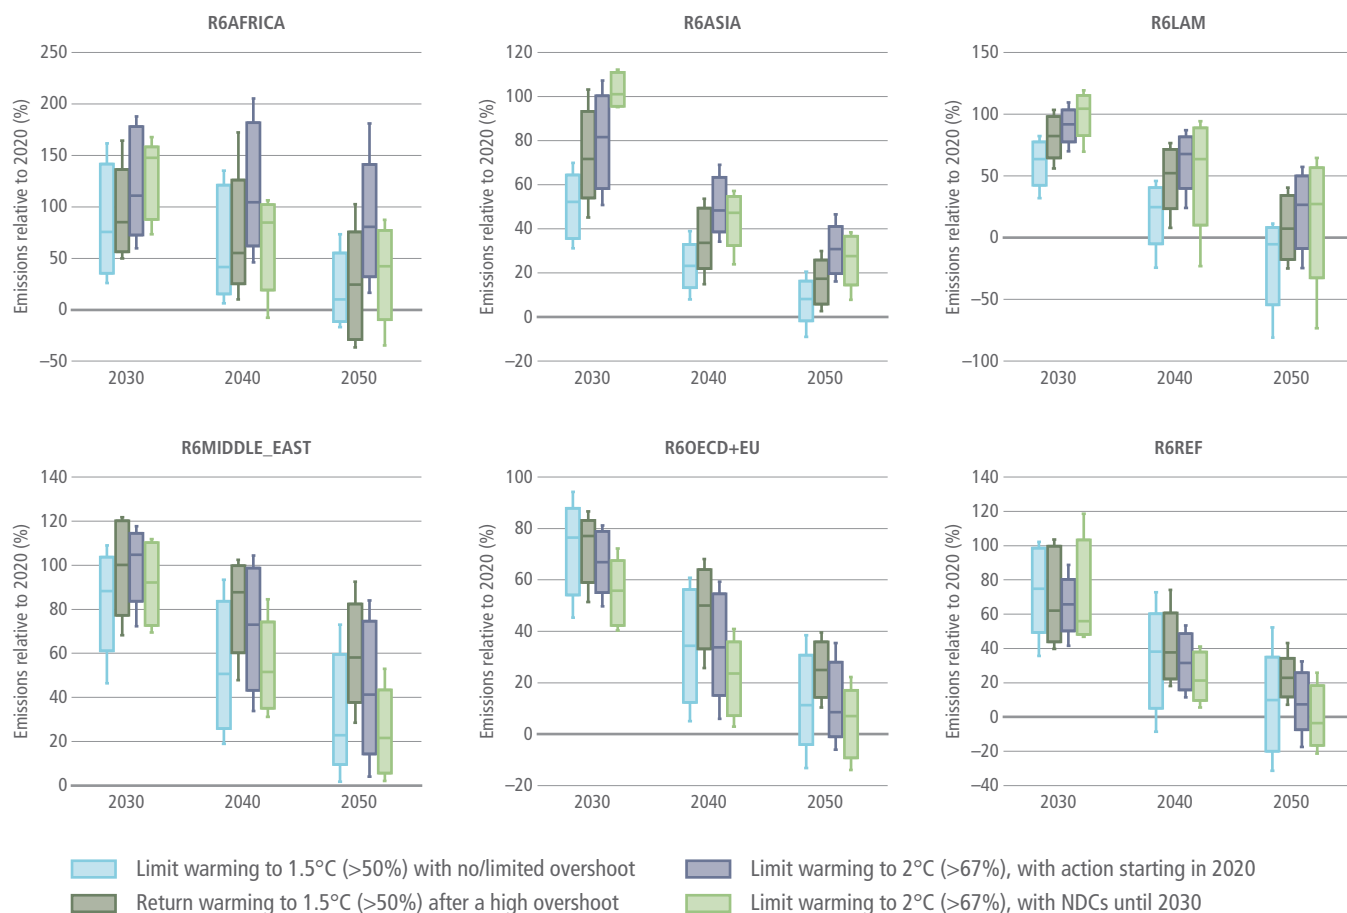 R6AFRICA
Emissions relative to 2020 (%)
250
200
150
100
50
0
–50
2030 2040 2050
R6ASIA
Emissions relative to 2020 (%)
120
100
80
60
40
20
0
–20
2030 2040 2050
R6LAM
Emissions relative to 2020 (%)
150
100
50
0
–50
–100
2030 2040 2050
R6MIDDLE_EAST
Emissions relative to 2020 (%)
140
120
100
80
60
40
20
0
2030 2040 2050
R6OECD+EU
Emissions relative to 2020 (%)
100
80
60
40
20
0
–20
2030 2040 2050
R6REF
Emissions relative to 2020 (%)
140
120
100
80
60
40
20
0
–20
–40
2030 2040 2050
Limit warming to 1.5°C (>50%) with no/limited overshoot
Return warming to 1.5°C (>50%) after a high overshoot
Limit warming to 2°C (>67%), with action starting in 2020
Limit warming to 2°C (>67%), with NDCs until 2030